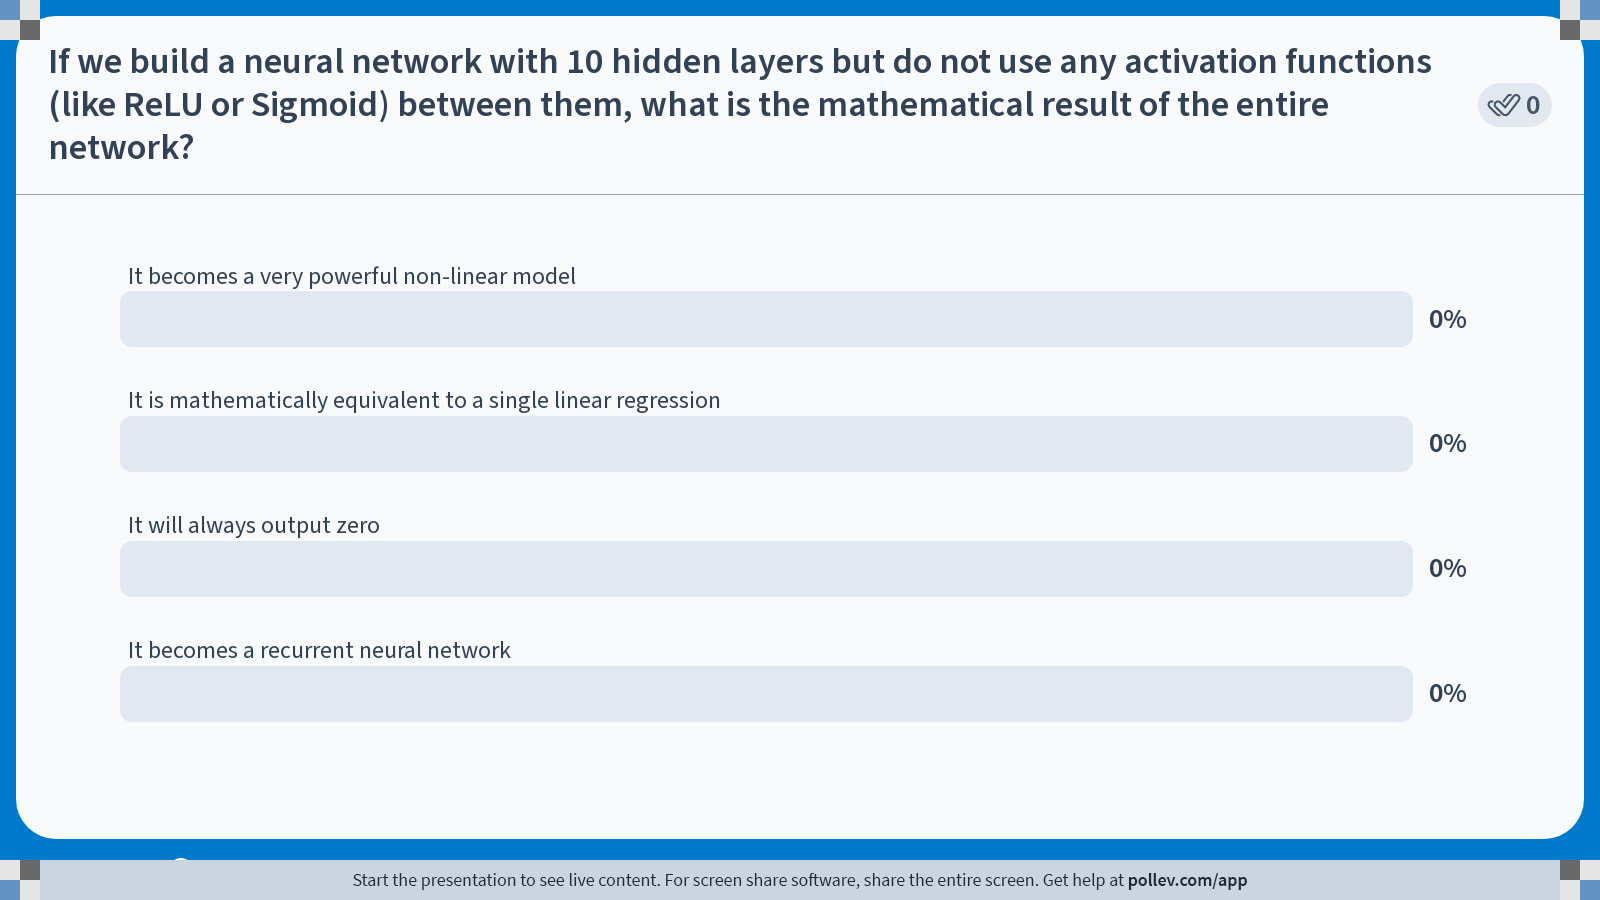 If we build a neural network with 10 hidden layers but do not use any activation functions
(like ReLU or Sigmoid) between them, what is the mathematical result of the entire
network?
0
It becomes a very powerful non-linear model
0%
It is mathematically equivalent to a single linear regression
0%
It will always output zero
0%
It becomes a recurrent neural network
0%
Start the presentation to see live content. For screen share software, share the entire screen. Get help at pollev.com/app